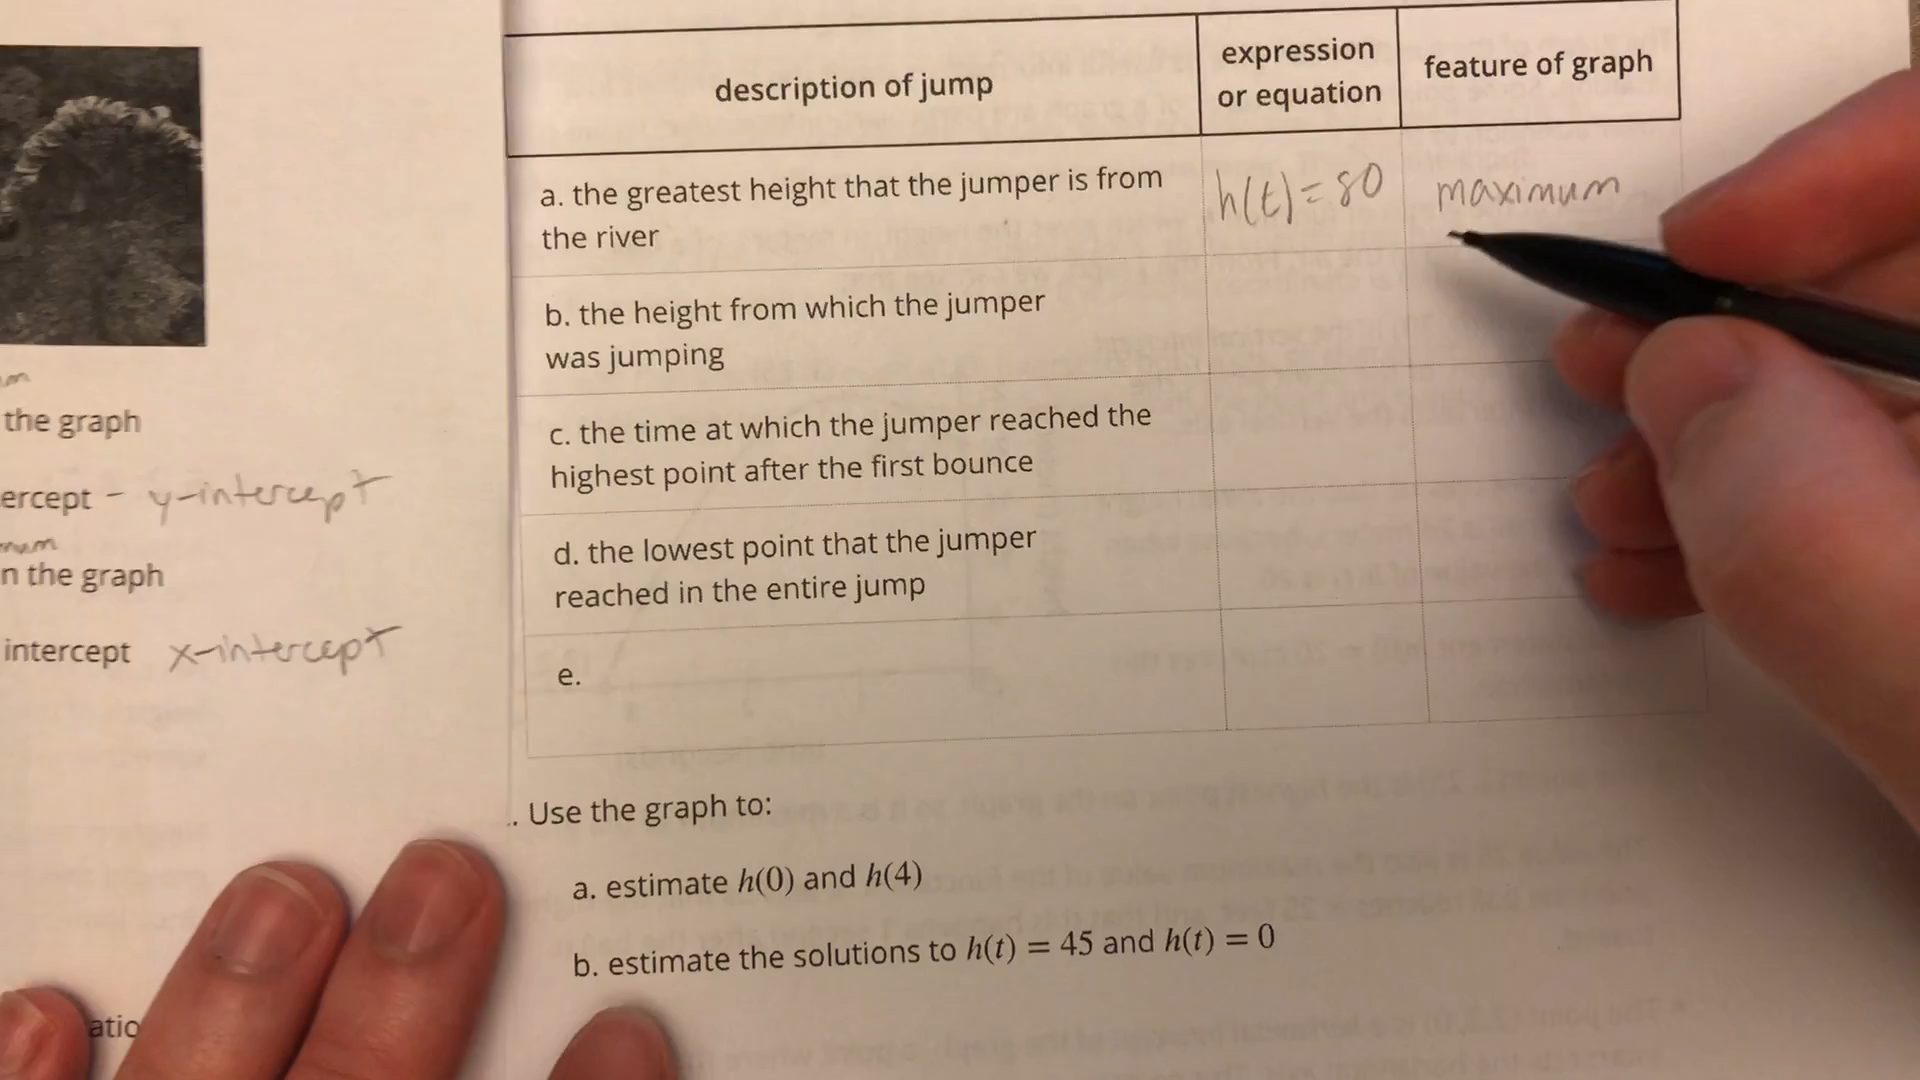 description of jump
expression
or equation
feature of graph
a. the greatest height that the jumper is from
the river
h(t)=80
maximum
b. the height from which the jumper
was jumping
c. the time at which the jumper reached the
highest point after the first bounce
d. the lowest point that the jumper
reached in the entire jump
e.
the graph
ercept - y-intercept
n the graph
intercept x-intercept
. Use the graph to:
a. estimate h(0) and h(4)
b. estimate the solutions to h(t) = 45 and h(t) = 0
atio